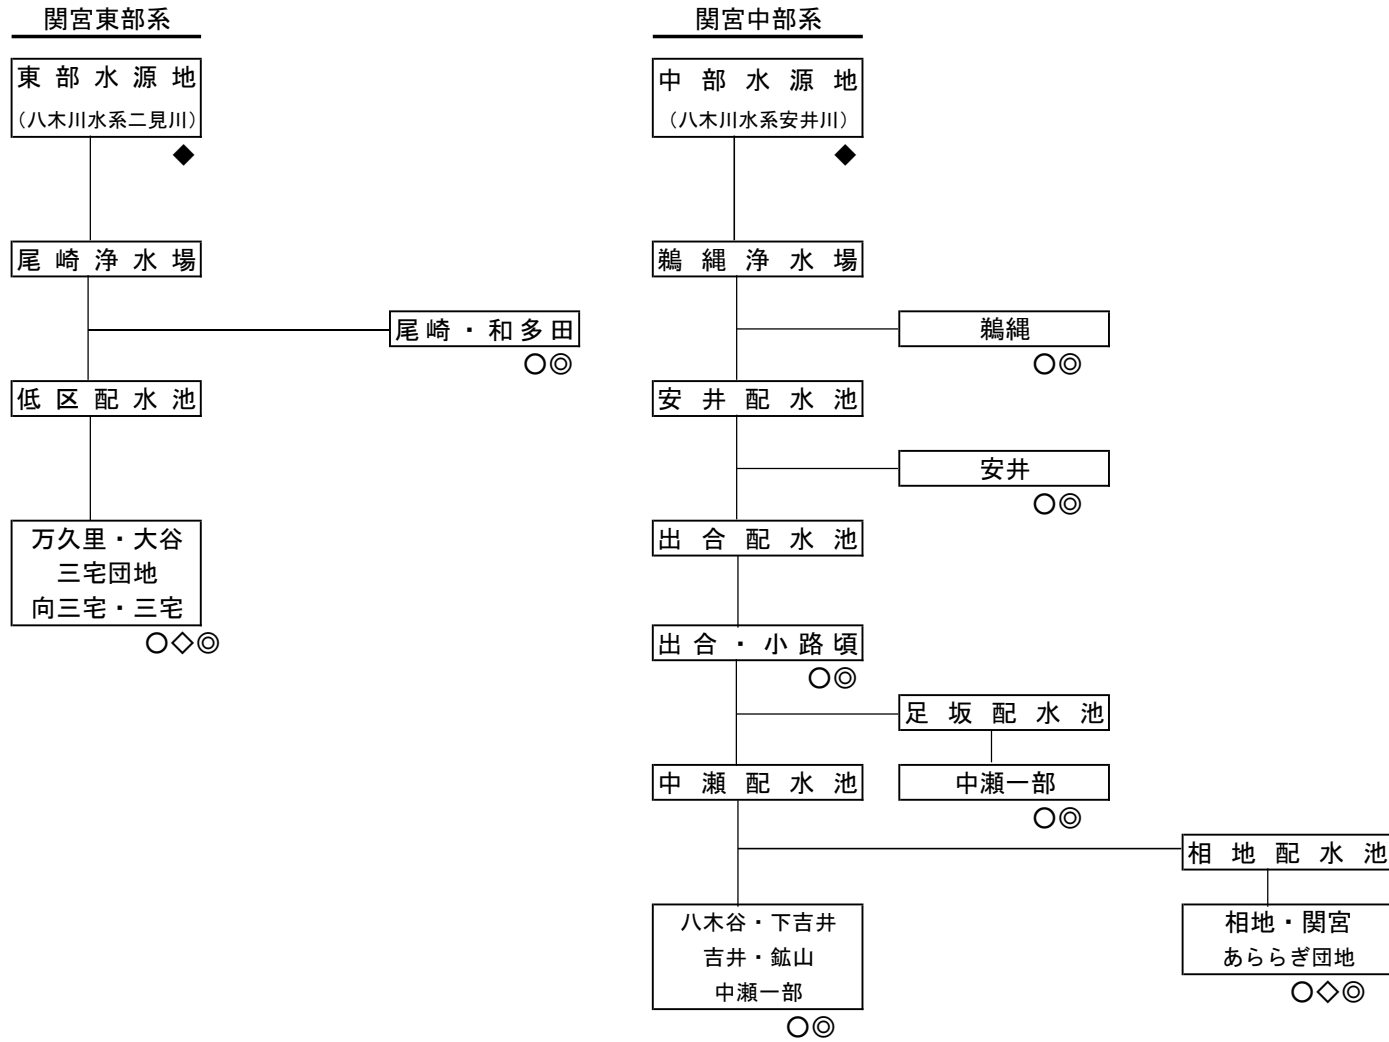 関宮東部系
東部水源地
（八木川水系二見川）
◆
尾崎浄水場
尾崎・和多田
○◎
低区配水池
万久里・大谷
三宅団地
向三宅・三宅
○◇◎
関宮中部系
中部水源地
（八木川水系安井川）
◆
鵜縄浄水場
鵜縄
○◎
安井配水池
安井
○◎
出合配水池
出合・小路頃
○◎
足坂配水池
中瀬配水池
中瀬一部
○◎
相地配水池
八木谷・下吉井
吉井・鉱山
中瀬一部
○◎
相地・関宮
あららぎ団地
○◇◎